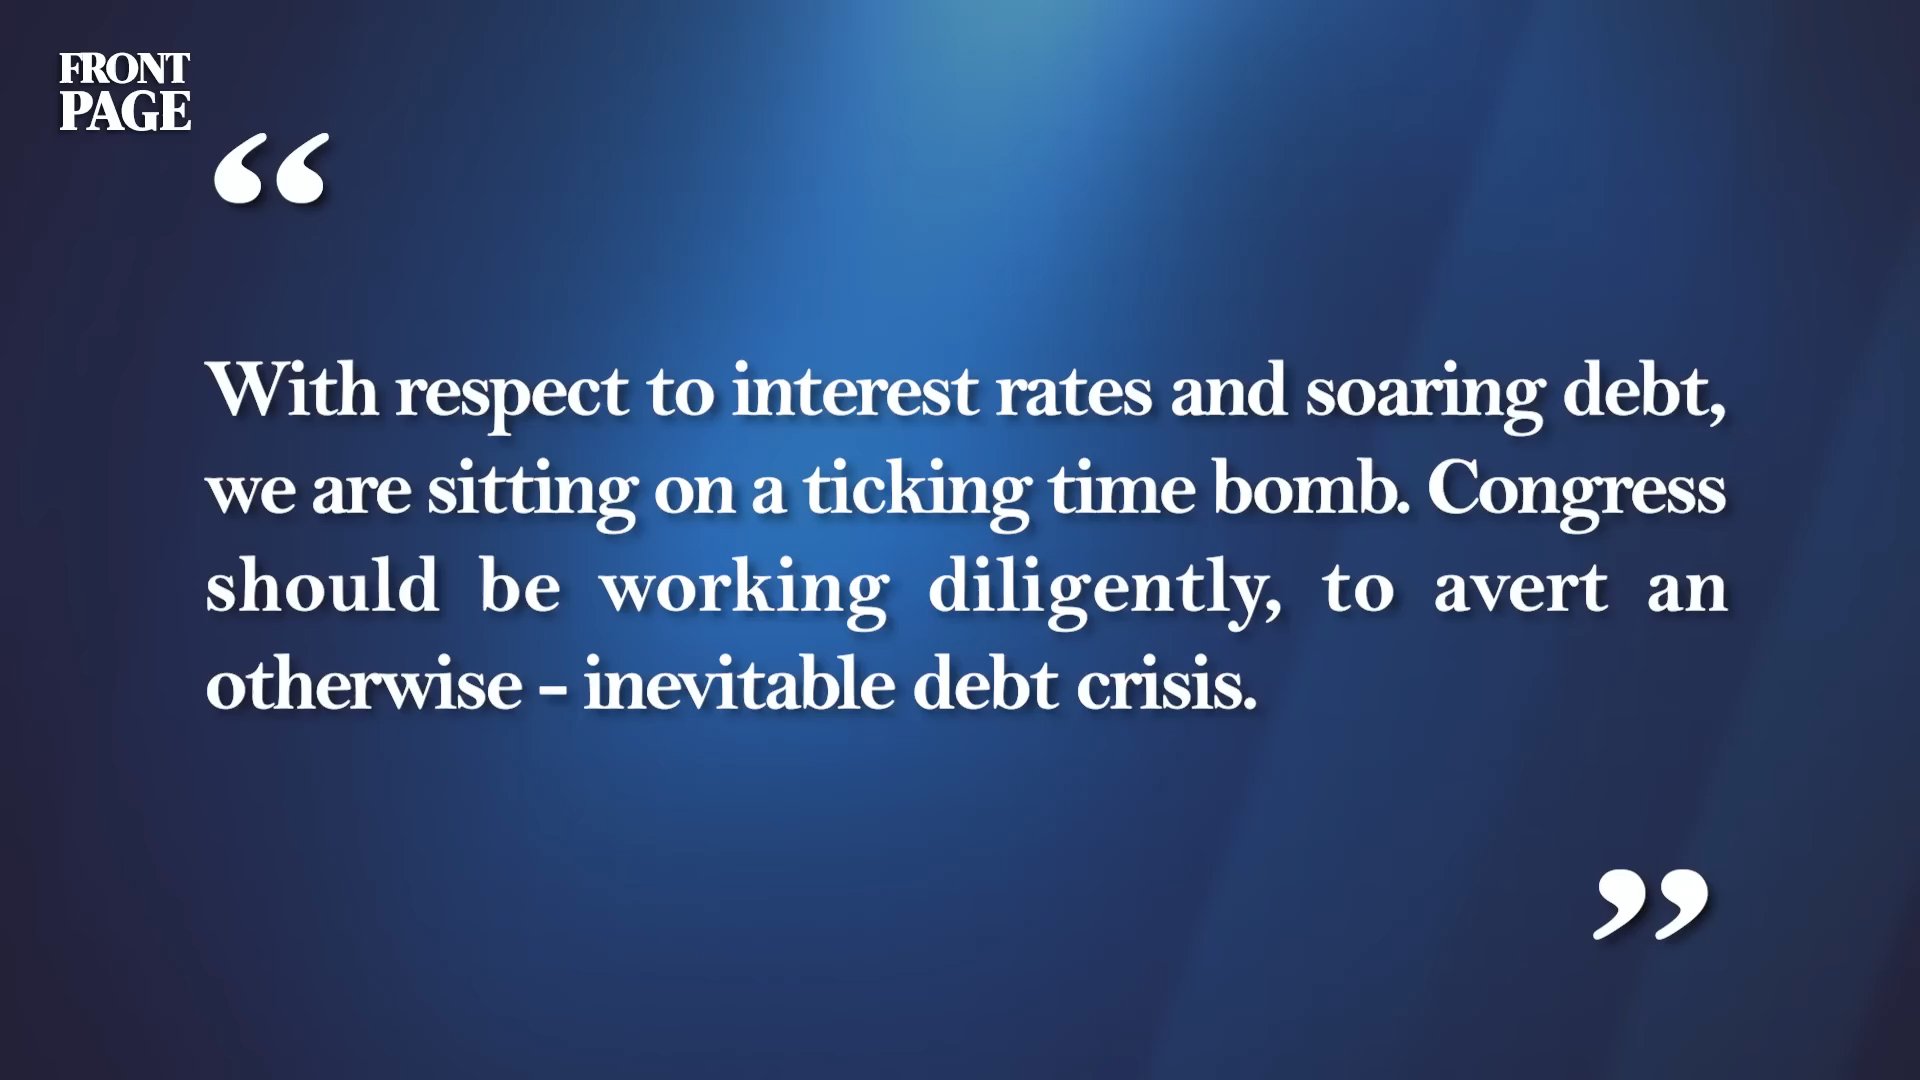 FRONT
PAGE
“
With respect to interest rates and soaring debt,
we are sitting on a ticking time bomb. Congress
should be working diligently, to avert an
otherwise - inevitable debt crisis.
”